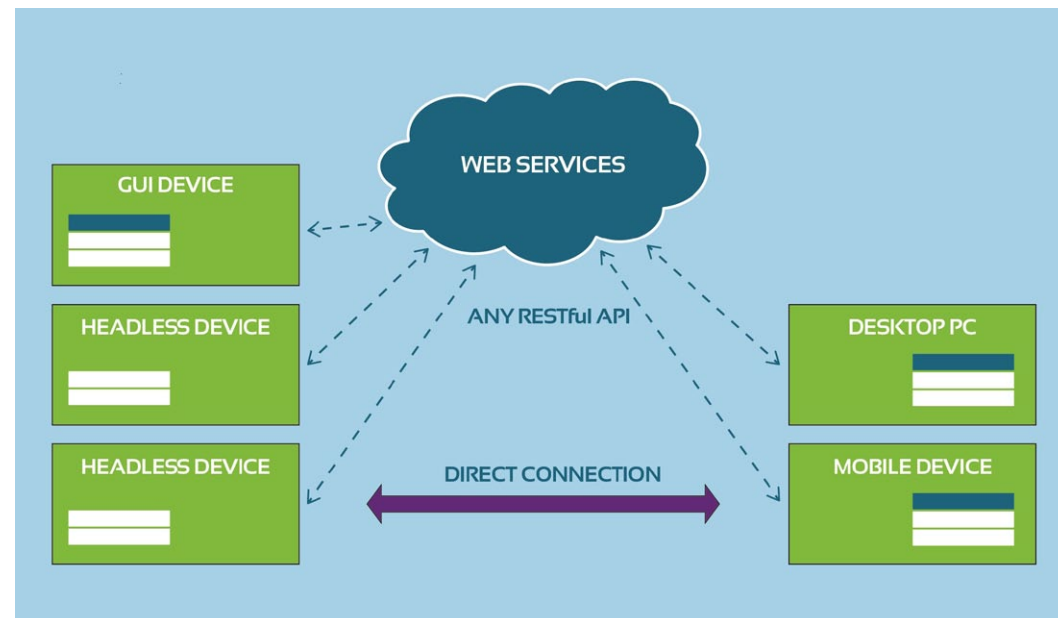 WEB SERVICES
GUI DEVICE
HEADLESS DEVICE
ANY RESTful API
DESKTOP PC
HEADLESS DEVICE
DIRECT CONNECTION
MOBILE DEVICE